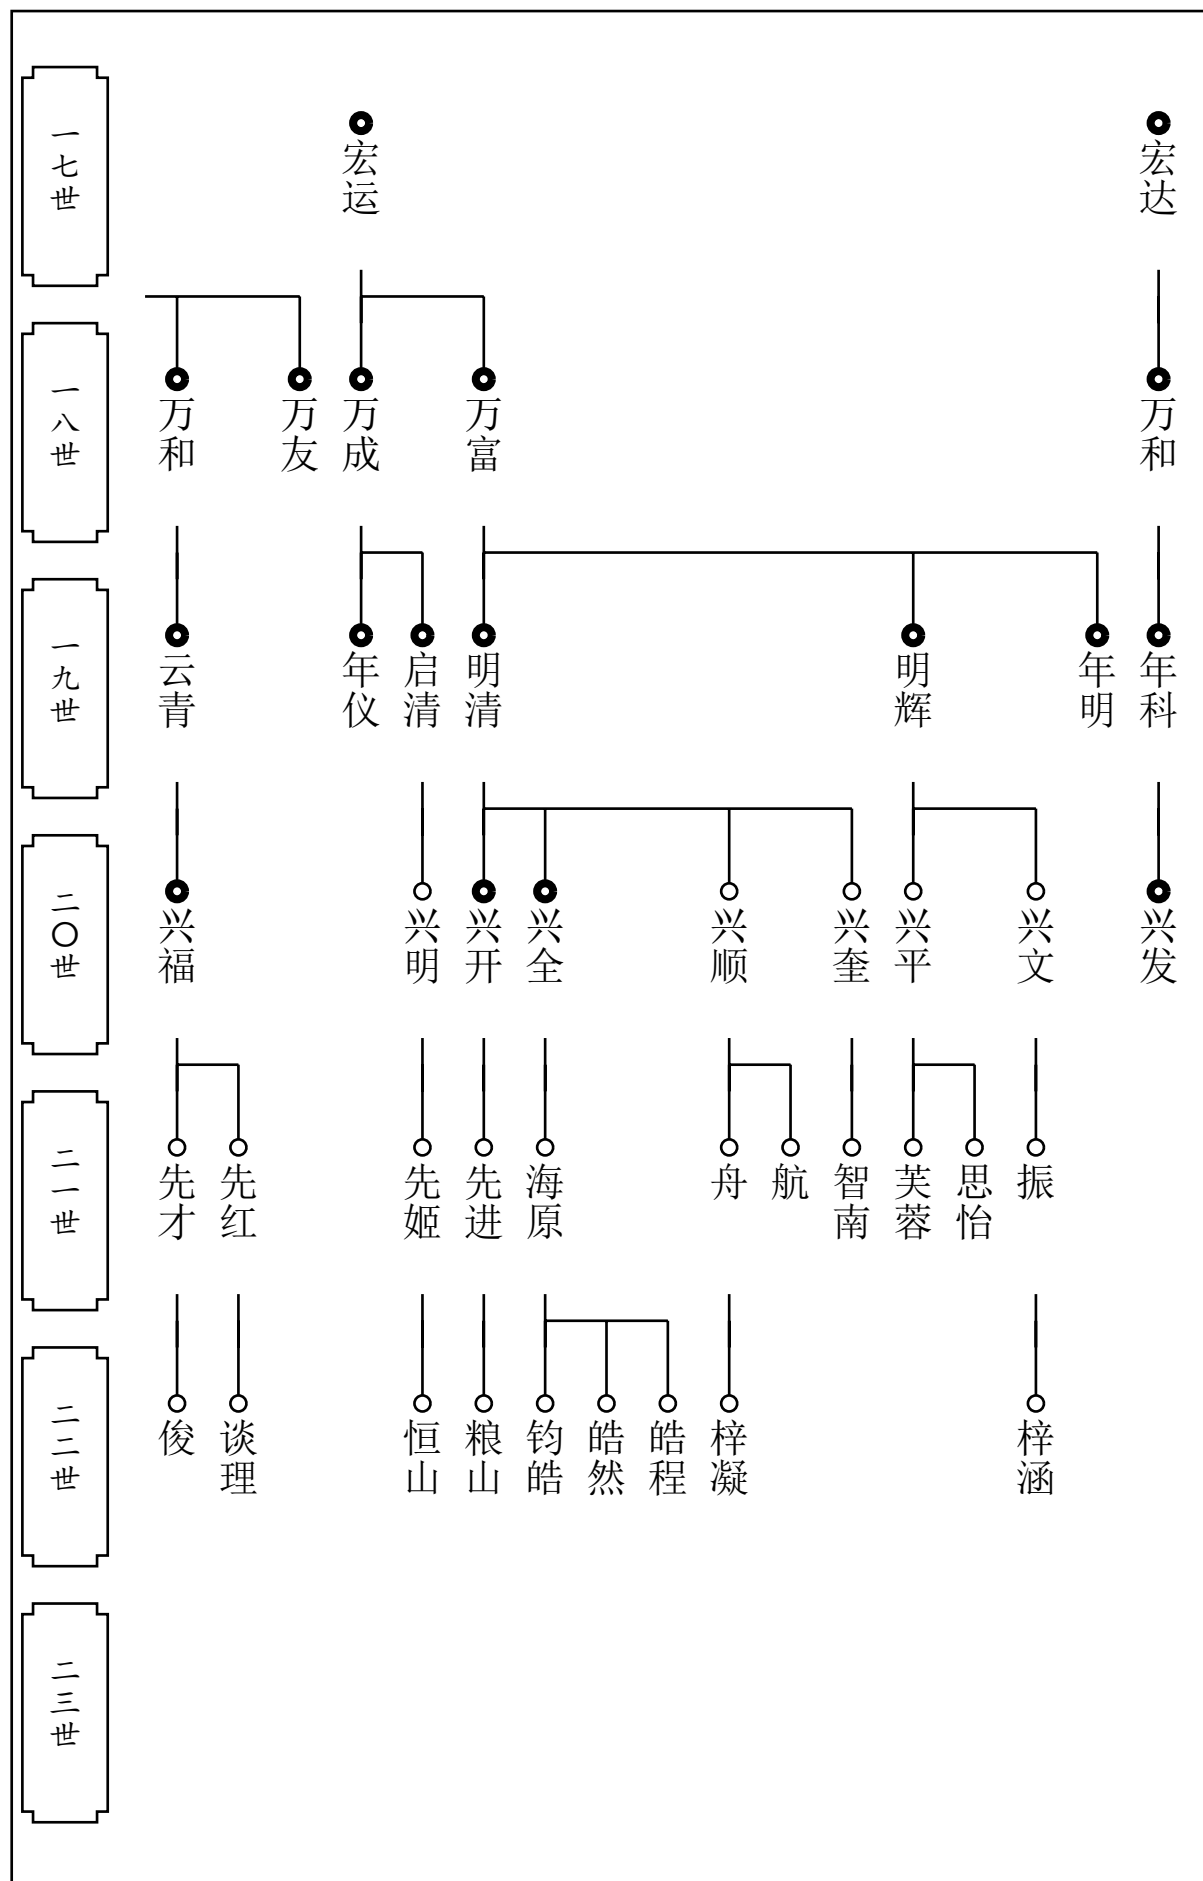 一七世
宏运
宏达
一八世
万和
万友
万成
万富
万和
一九世
云青
年仪
启清
明清
明辉
年明
年科
二〇世
兴福
兴明
兴开
兴全
兴顺
兴奎
兴平
兴文
兴发
二一世
先才
先红
先姬
先进
海原
舟
航
智南
芙蓉
思怡
振
二二世
俊
谈理
恒山
粮山
钧皓
皓然
皓程
梓凝
梓涵
二三世